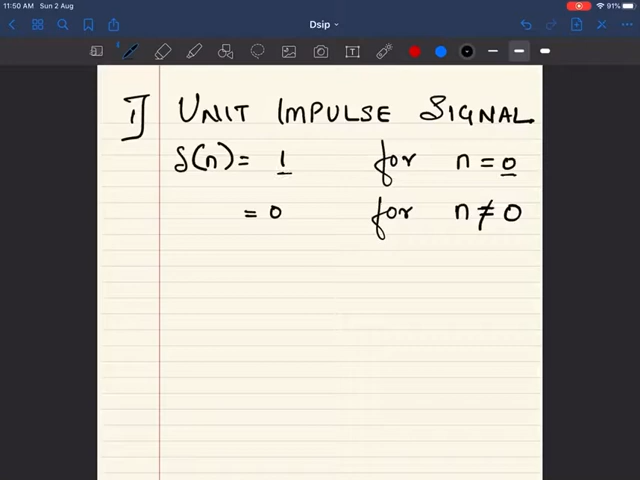 11:50 AM Sun 2 Aug
91%
Dsip
1] UNIT IMPULSE SIGNAL.
δ(n) = 1 for n = 0
= 0 for n ≠ 0